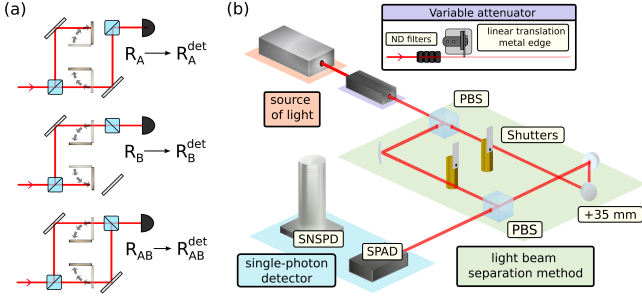 (a)
R_A → R_A^det
R_B → R_B^det
R_AB → R_AB^det
(b)
Variable attenuator
ND filters
linear translation
metal edge
source
of light
PBS
Shutters
+35 mm
PBS
SNSPD
SPAD
single-photon
detector
light beam
separation method